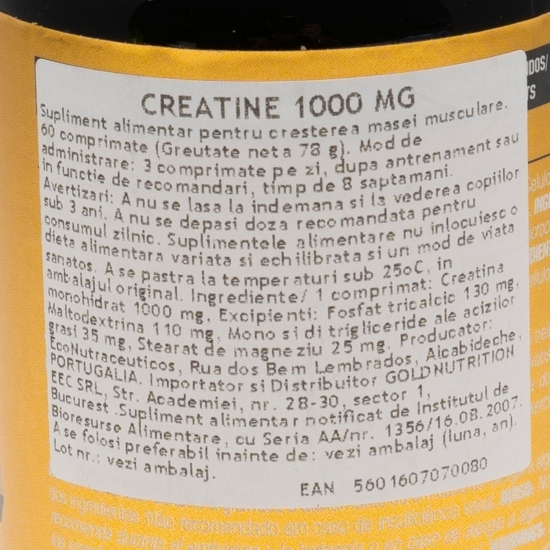 CREATINE 1000 MG
Supliment alimentar pentru cresterea masei musculare.
60 comprimate (Greutate neta 78 g). Mod de
administrare: 3 comprimate pe zi, dupa antrenament sau
in functie de recomandari, timp de 8 saptamani.
Avertizari: A nu se lasa la indemana si la vederea copiilor
sub 3 ani. A nu se depasi doza recomandata pentru
consumul zilnic. Suplimentele alimentare nu inlocuiesc o
dieta alimentara variata si echilibrata si un mod de viata
sanatos. A se pastra la temperaturi sub 25oC, in
ambalajul original. Ingrediente/ 1 comprimat: Creatina
monohidrat 1000 mg, Excipienti: Fosfat tricalcic 130 mg,
Maltodextrina 110 mg, Mono si di trigliceride ale acizilor
grasi 35 mg, Stearat de magneziu 25 mg. Producator:
EcoNutraceuticos, Rua dos Bem Lembrados, Alcabideche,
PORTUGALIA. Importator si Distribuitor GOLDNUTRITION
EEC SRL, Str. Academiei, nr. 28-30, sector 1,
Bucurest .Supliment alimentar notificat de Institutul de
Bioresurse Alimentare, cu Seria AA/nr. 1356/16.08.2007.
A se folosi preferabil inainte de: vezi ambalaj (luna, an).
Lot nr.: vezi ambalaj.
EAN 5601607070080